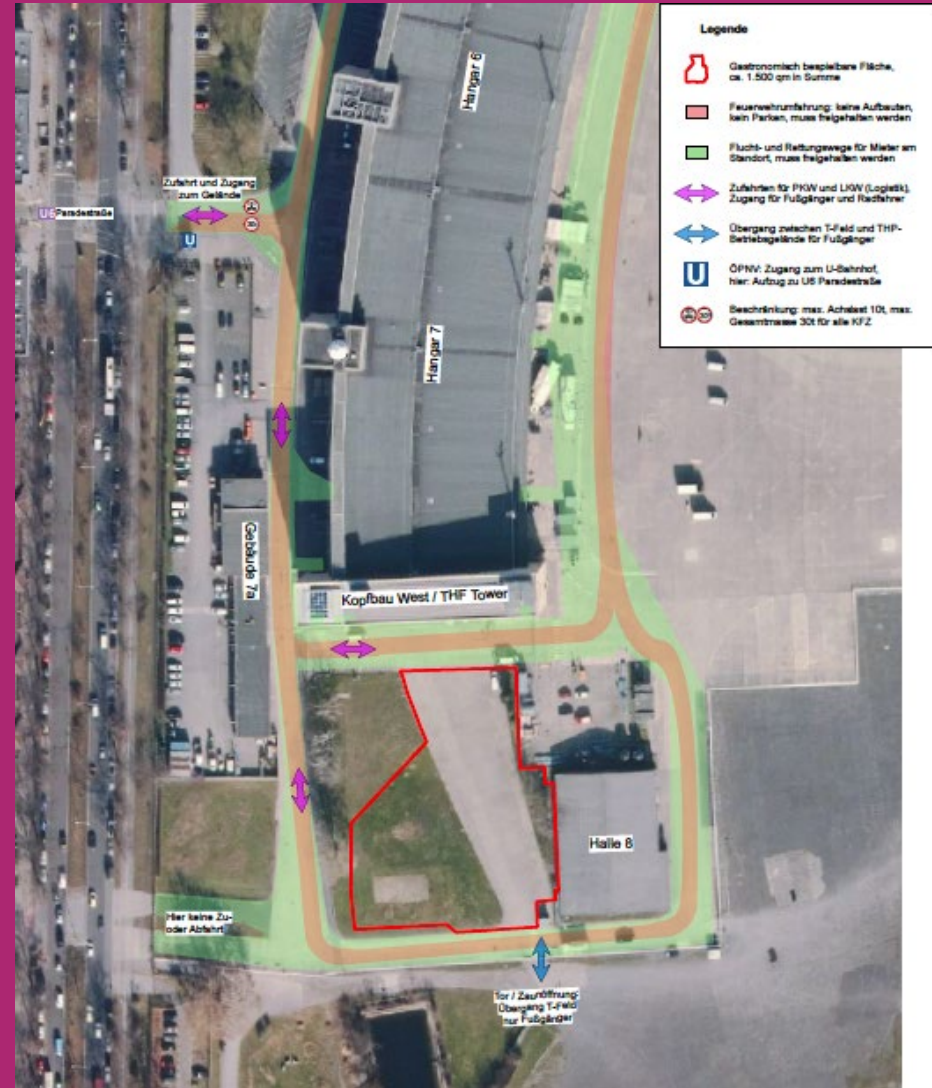 Legende
Gastronomisch bespielbare Fläche,
ca. 1.500 qm in Summe
Feuerwehrumfahrung: keine Aufbauten,
kein Parken, muss freigehalten werden
Flucht- und Rettungswege für Mieter am
Standort, muss freigehalten werden
Zufahrten für PKW und LKW (Logistik),
Zugang für Fußgänger und Radfahrer
Übergang zwischen T-Feld und THF-
Betriebsgelände für Fußgänger
U
ÖPNV: Zugang zum U-Bahnhof,
hier: Aufzug zu U6 Paradestraße
Beschränkung: max. Achslast 10t, max.
Gesamtmasse 30t für alle KFZ
Hangar 6
Zufahrt und Zugang
zum Gelände
U6 Paradestraße
U
Hangar 7
Gebäude 7a
Kopfbau West / THF Tower
Halle 8
Hier keine Zu-
oder Abfahrt
Tor / Zaunöffnung:
Übergang T-Feld
nur Fußgänger